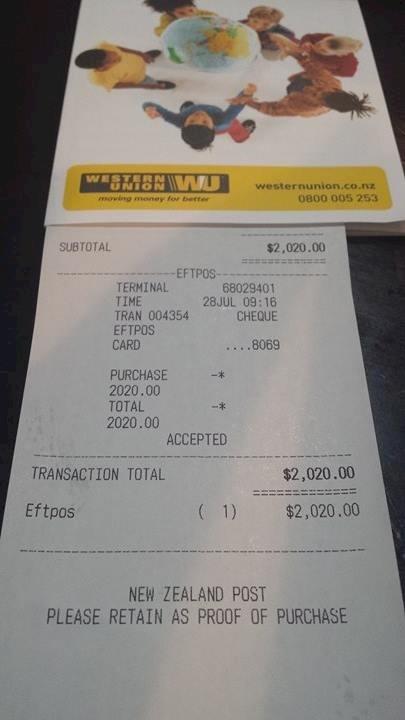 WESTERN UNION WU
moving money for better
westernunion.co.nz
0800 005 253
SUBTOTAL $2,020.00
EFTPOS
TERMINAL 68029401
TIME 28JUL 09:16
TRAN 004354 CHEQUE
EFTPOS
CARD ....8069
PURCHASE -*
2020.00
TOTAL -*
2020.00
ACCEPTED
TRANSACTION TOTAL $2,020.00
Eftpos ( 1) $2,020.00
NEW ZEALAND POST
PLEASE RETAIN AS PROOF OF PURCHASE